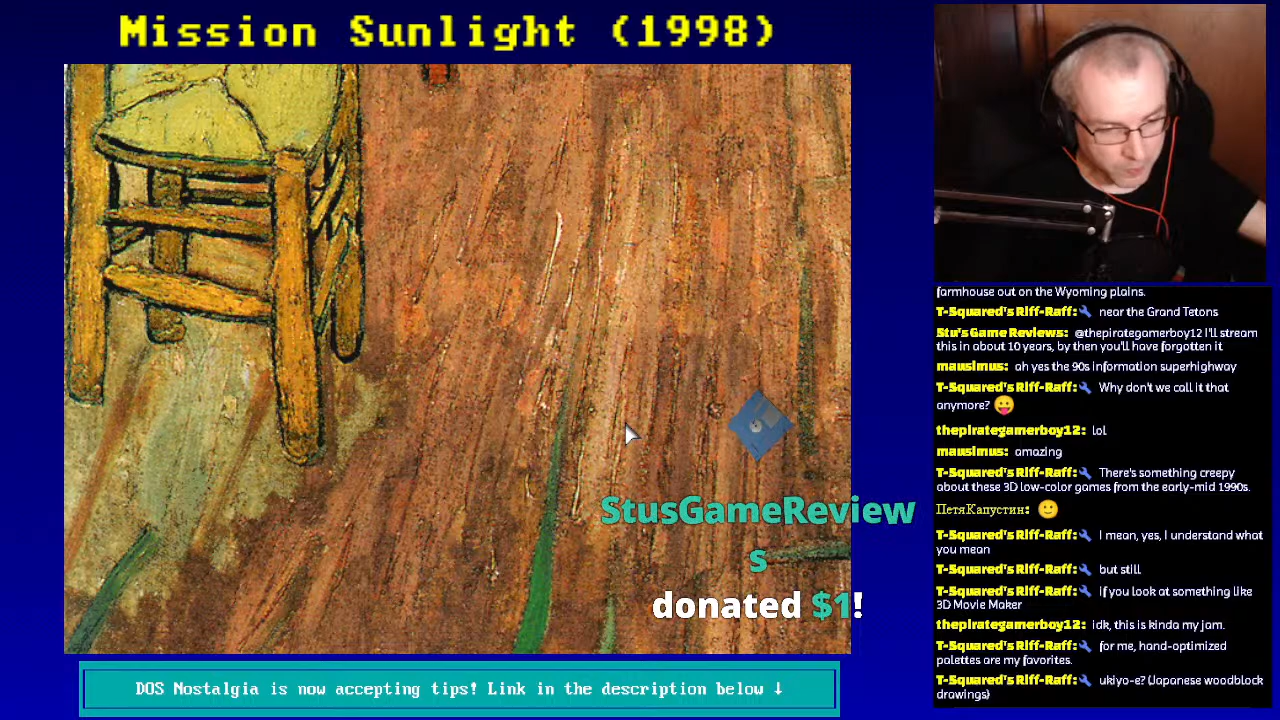 Mission Sunlight (1998)
farmhouse out on the Wyoming plains.
T-Squared's Riff-Raff: near the Grand Tetons
Stu's Game Reviews: @thepirategamerboy12 I'll stream
this in about 10 years, by then you'll have forgotten it
mausimus: ah yes the 90s information superhighway
T-Squared's Riff-Raff: Why don't we call it that
anymore? 😛
thepirategamerboy12: lol
mausimus: amazing
T-Squared's Riff-Raff: There's something creepy
about these 3D low-color games from the early-mid 1990s.
ПетяКапустин: 🙂
T-Squared's Riff-Raff: I mean, yes, I understand what
you mean
T-Squared's Riff-Raff: but still
T-Squared's Riff-Raff: if you look at something like
3D Movie Maker
thepirategamerboy12: idk, this is kinda my jam.
T-Squared's Riff-Raff: for me, hand-optimized
palettes are my favorites.
T-Squared's Riff-Raff: ukiyo-e? (Japanese woodblock
drawings)
StusGameReview
s
donated $1!
DOS Nostalgia is now accepting tips! Link in the description below ↓